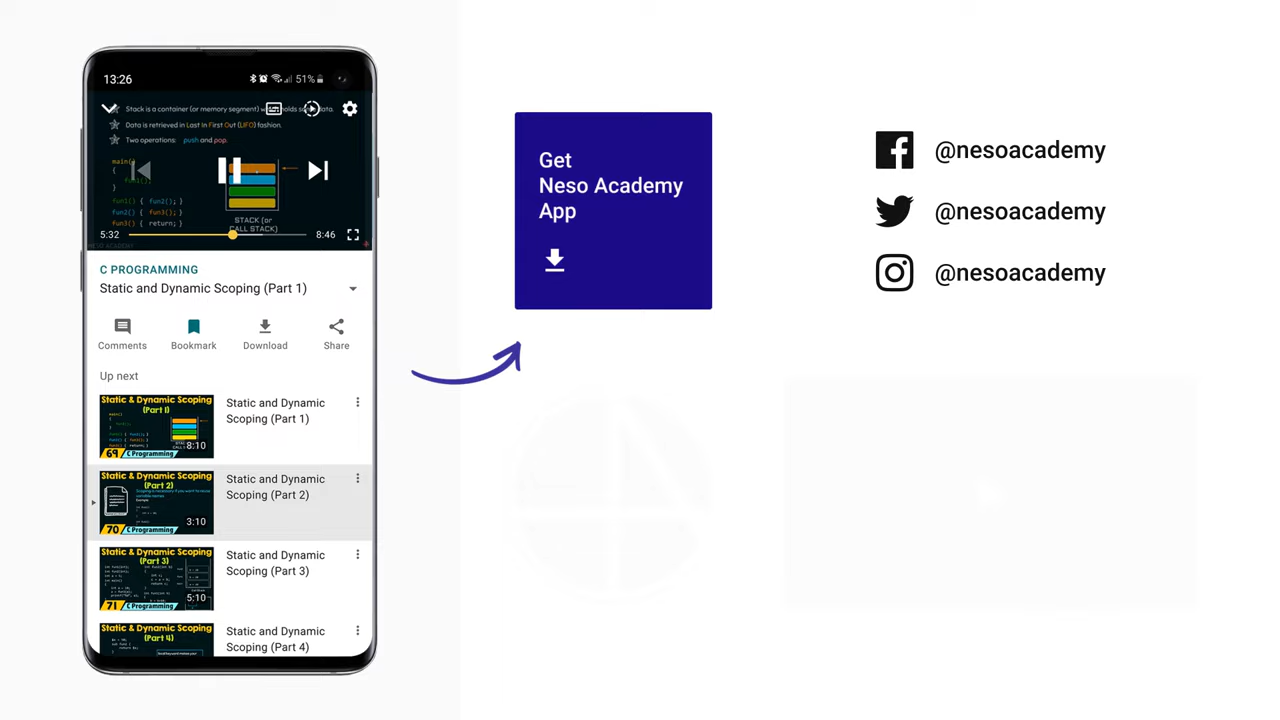 13:26
51%
Stack is a container (or memory segment) w holds s data.
Data is retrieved in Last In First Out (LIFO) fashion.
Two operations: push and pop.
main()
{
}
fun1() { fun2(); }
fun2() { fun3(); }
fun3() { return; }
STACK (or
CALL STACK)
5:32
8:46
C PROGRAMMING
Static and Dynamic Scoping (Part 1)
Comments
Bookmark
Download
Share
Up next
Static & Dynamic Scoping
(Part 1)
8:10
69 C Programming
Static and Dynamic
Scoping (Part 1)
Static & Dynamic Scoping
(Part 2)
3:10
70 C Programming
Static and Dynamic
Scoping (Part 2)
Static & Dynamic Scoping
(Part 3)
5:10
71 C Programming
Static and Dynamic
Scoping (Part 3)
Static & Dynamic Scoping
(Part 4)
Static and Dynamic
Scoping (Part 4)
Get
Neso Academy
App
@nesoacademy
@nesoacademy
@nesoacademy